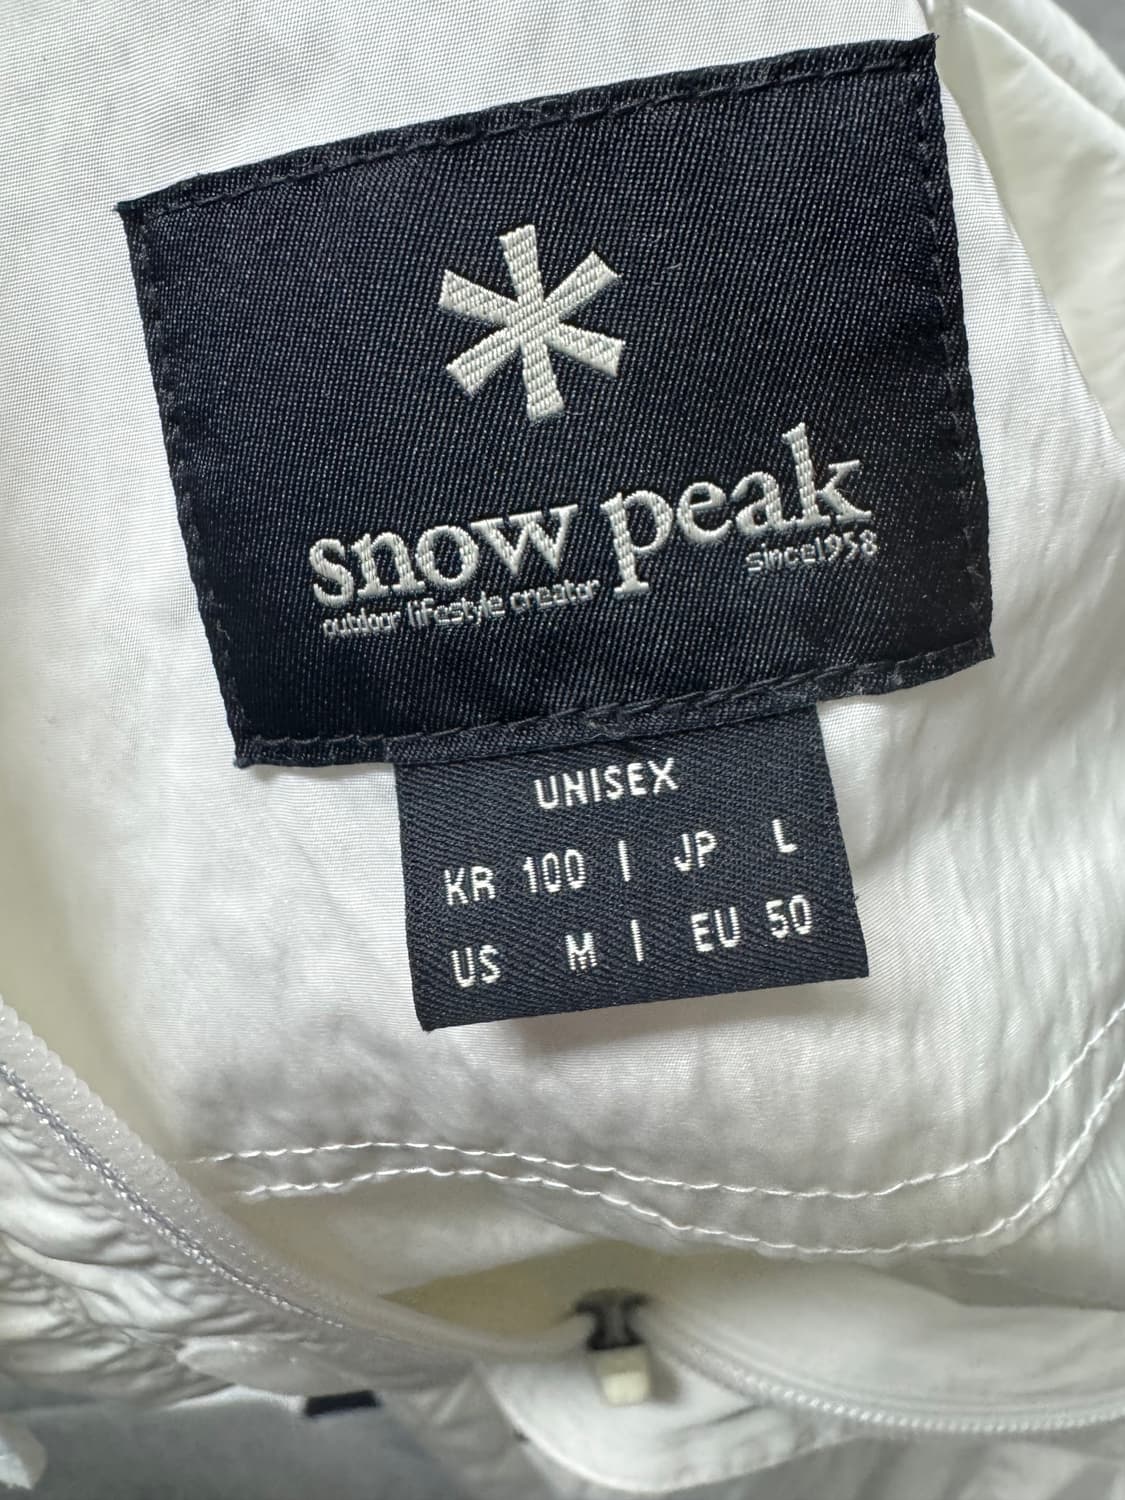 snow peak
outdoor lifestyle creator since1958
UNISEX
KR 100 | JP L
US M | EU 50